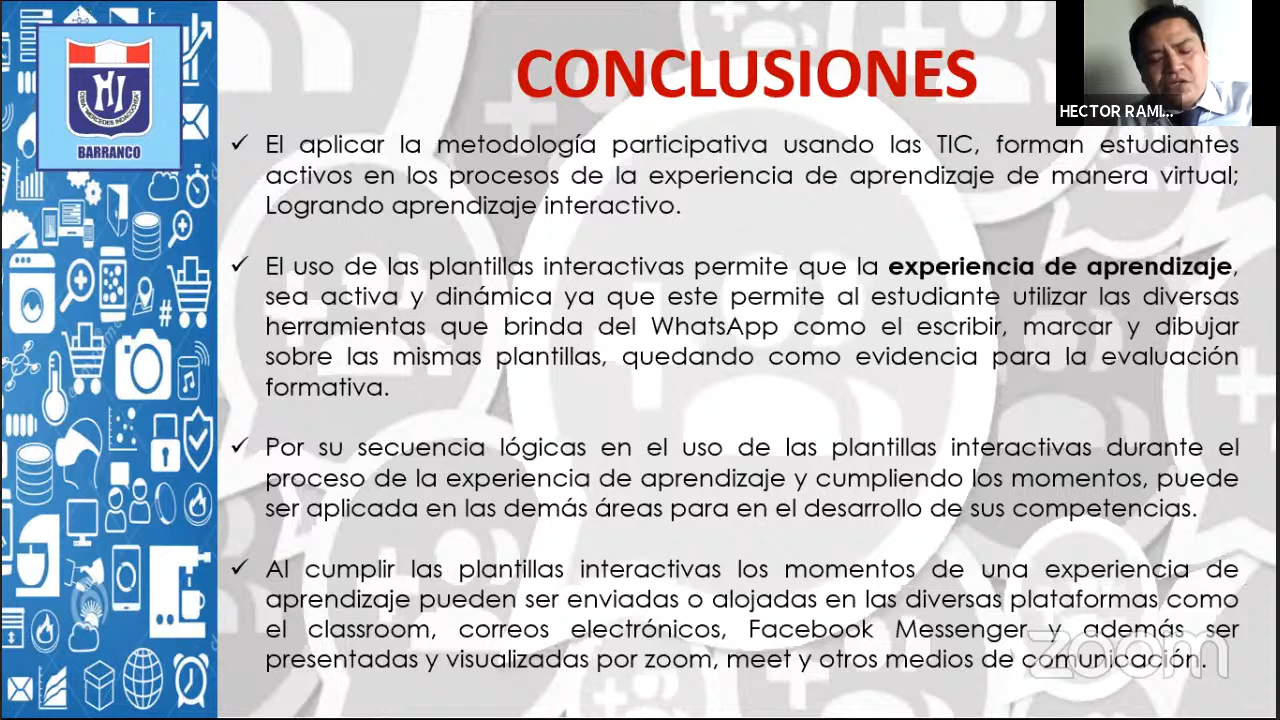 CONCLUSIONES
HECTOR RAMI...
MI
CEBA MERCEDES INDACOCHEA
BARRANCO
✓ El aplicar la metodología participativa usando las TIC, forman estudiantes
activos en los procesos de la experiencia de aprendizaje de manera virtual;
Logrando aprendizaje interactivo.
✓ El uso de las plantillas interactivas permite que la experiencia de aprendizaje,
sea activa y dinámica ya que este permite al estudiante utilizar las diversas
herramientas que brinda del WhatsApp como el escribir, marcar y dibujar
sobre las mismas plantillas, quedando como evidencia para la evaluación
formativa.
✓ Por su secuencia lógicas en el uso de las plantillas interactivas durante el
proceso de la experiencia de aprendizaje y cumpliendo los momentos, puede
ser aplicada en las demás áreas para en el desarrollo de sus competencias.
✓ Al cumplir las plantillas interactivas los momentos de una experiencia de
aprendizaje pueden ser enviadas o alojadas en las diversas plataformas como
el classroom, correos electrónicos, Facebook Messenger y además ser
presentadas y visualizadas por zoom, meet y otros medios de comunicación.
zoom